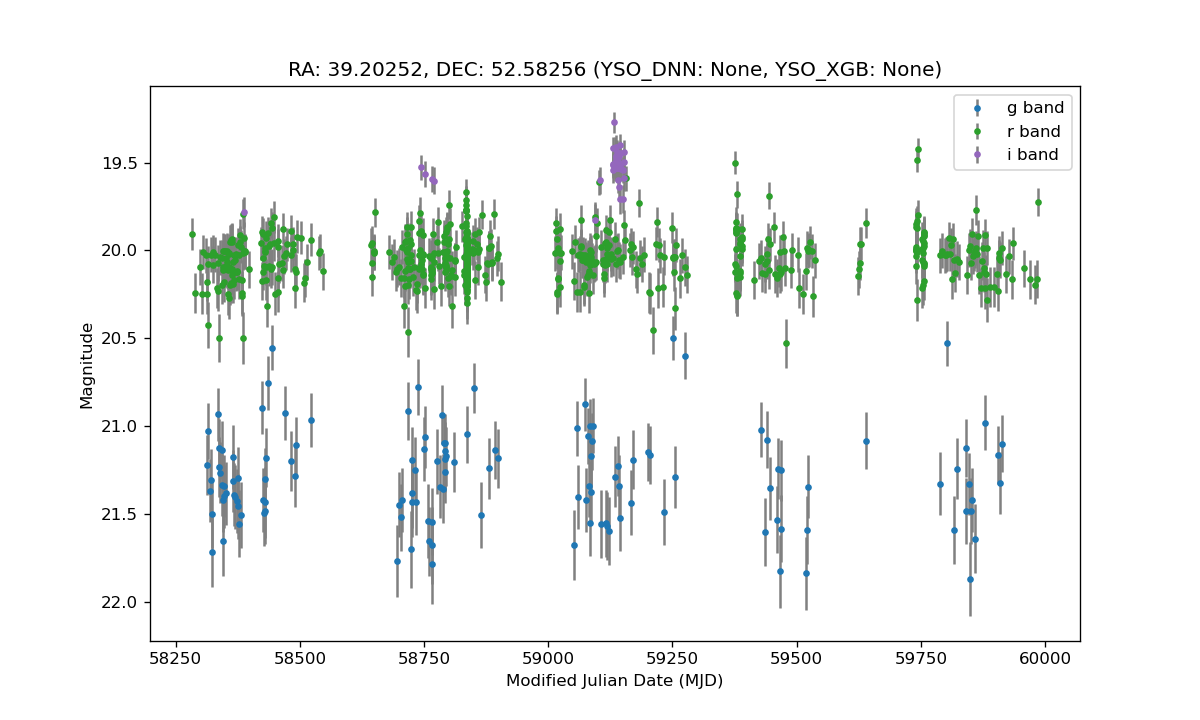 RA: 39.20252, DEC: 52.58256 (YSO_DNN: None, YSO_XGB: None)
g band
r band
i band
19.5
20.0
20.5
21.0
21.5
22.0
Magnitude
58250 58500 58750 59000 59250 59500 59750 60000
Modified Julian Date (MJD)